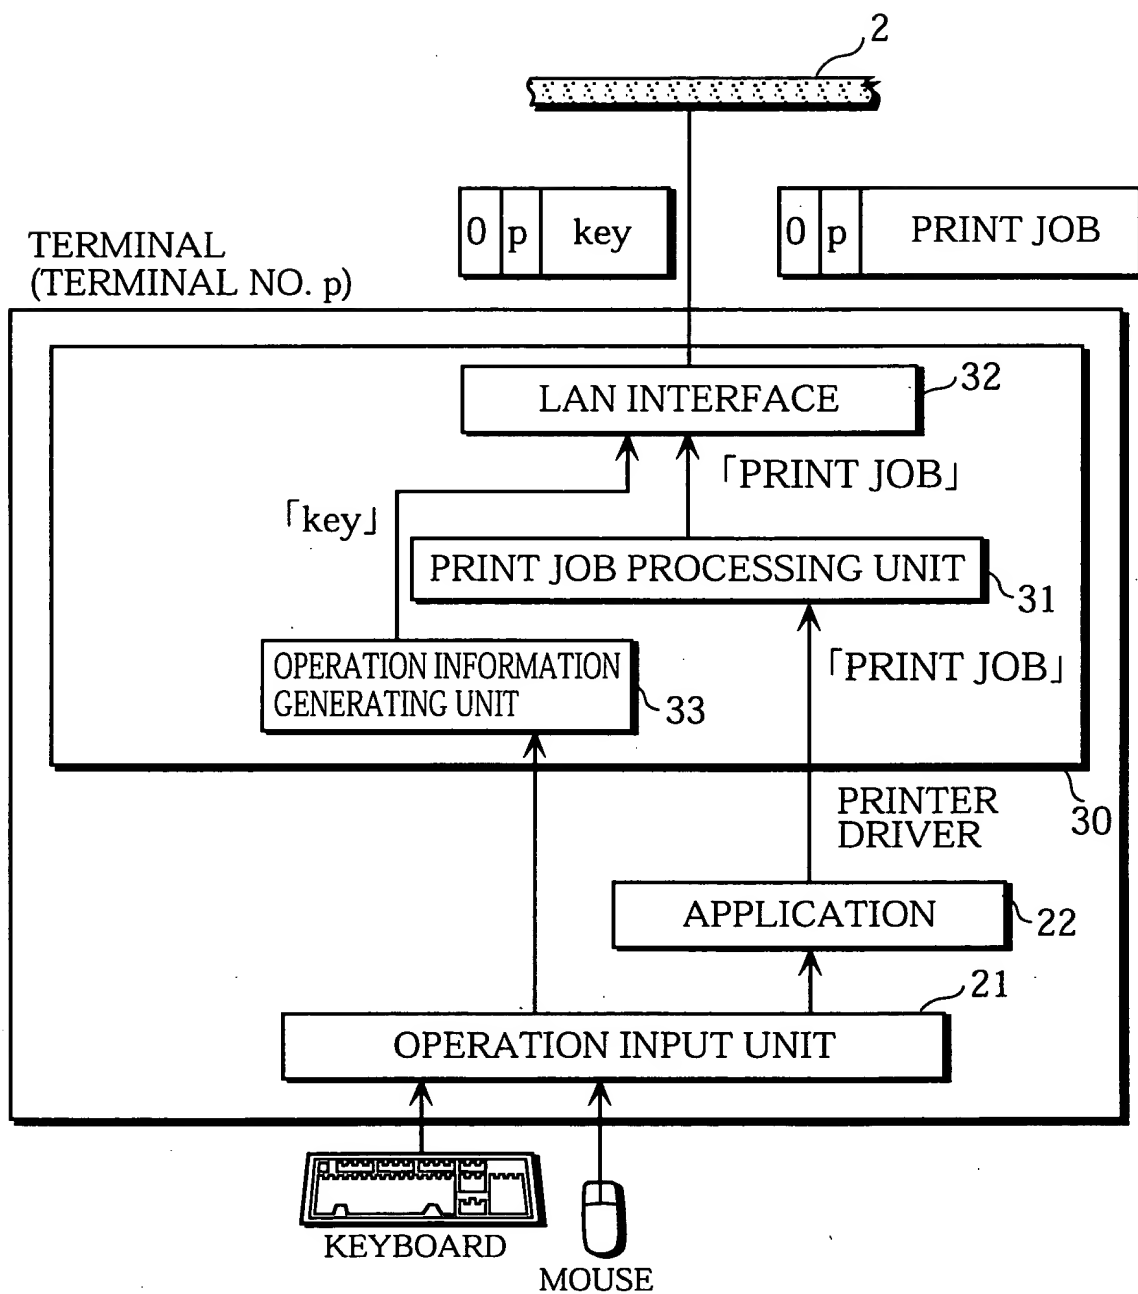 2
0 p key
0 p PRINT JOB
TERMINAL
(TERMINAL NO. p)
LAN INTERFACE
32
「PRINT JOB」
「key」
PRINT JOB PROCESSING UNIT
31
「PRINT JOB」
OPERATION INFORMATION
GENERATING UNIT
33
PRINTER
DRIVER
30
APPLICATION
22
21
OPERATION INPUT UNIT
KEYBOARD
MOUSE